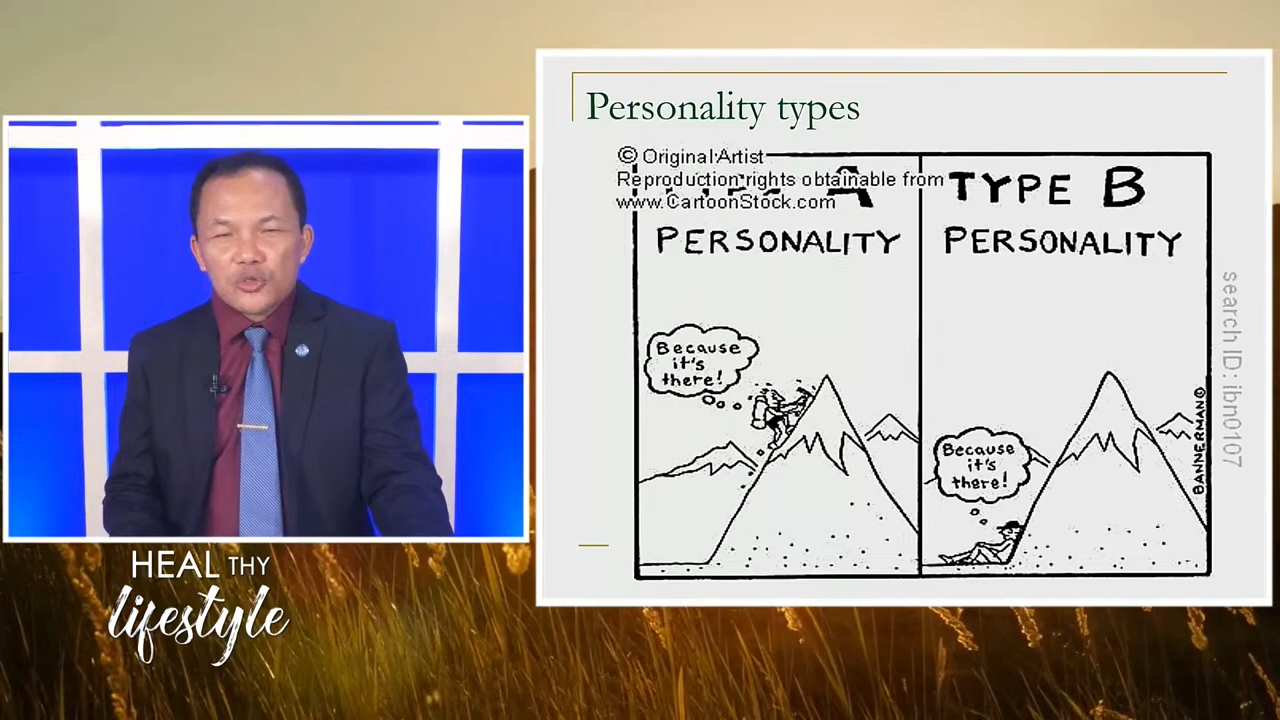 Personality types
© Original Artist
Reproduction rights obtainable from
www.CartoonStock.com
TYPE A
PERSONALITY
Because
it's
there!
TYPE B
PERSONALITY
Because
it's
there!
BANNERMAN©
search ID: ibn0107
HEAL THY
lifestyle